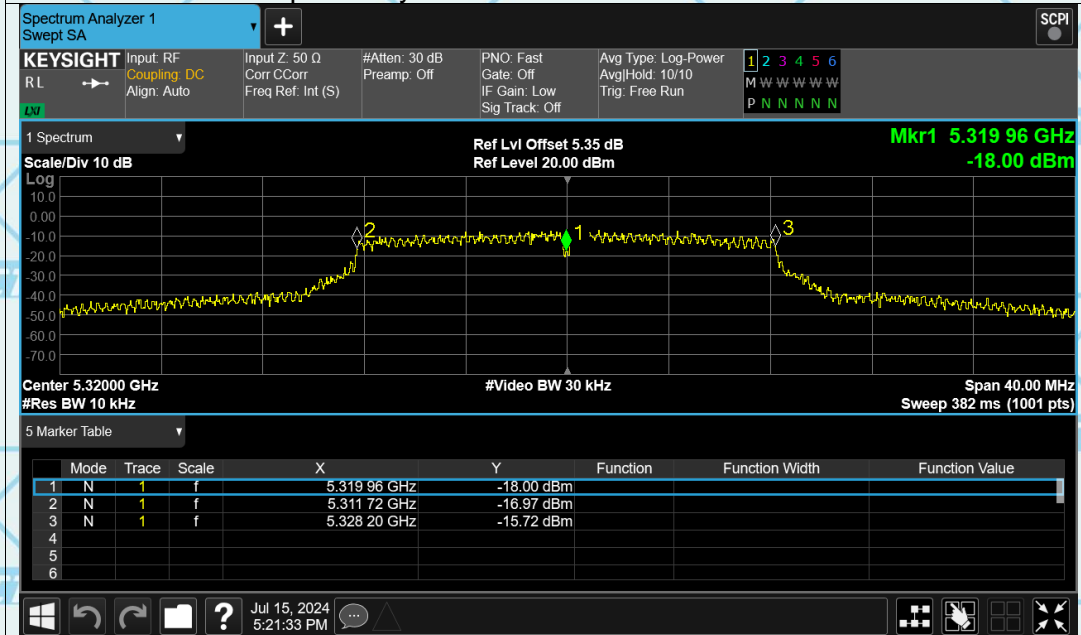 Spectrum Analyzer 1
Swept SA
+
SCPI
KEYSIGHT Input: RF Input Z: 50 Ω #Atten: 30 dB PNO: Fast Avg Type: Log-Power 1 2 3 4 5 6
R L Coupling: DC Corr CCorr Preamp: Off Gate: Off Avg|Hold: 10/10 M W W W W W
Align: Auto Freq Ref: Int (S) IF Gain: Low Trig: Free Run
LXI Sig Track: Off P N N N N N
1 Spectrum Ref Lvl Offset 5.35 dB Mkr1 5.319 96 GHz
Scale/Div 10 dB Ref Level 20.00 dBm -18.00 dBm
Log
10.0
0.00
2 1 3
-10.0
-20.0
-30.0
-40.0
-50.0
-60.0
-70.0
Center 5.32000 GHz #Video BW 30 kHz Span 40.00 MHz
#Res BW 10 kHz Sweep 382 ms (1001 pts)
5 Marker Table
Mode Trace Scale X Y Function Function Width Function Value
1 N 1 f 5.319 96 GHz -18.00 dBm
2 N 1 f 5.311 72 GHz -16.97 dBm
3 N 1 f 5.328 20 GHz -15.72 dBm
4
5
6
? Jul 15, 2024
5:21:33 PM